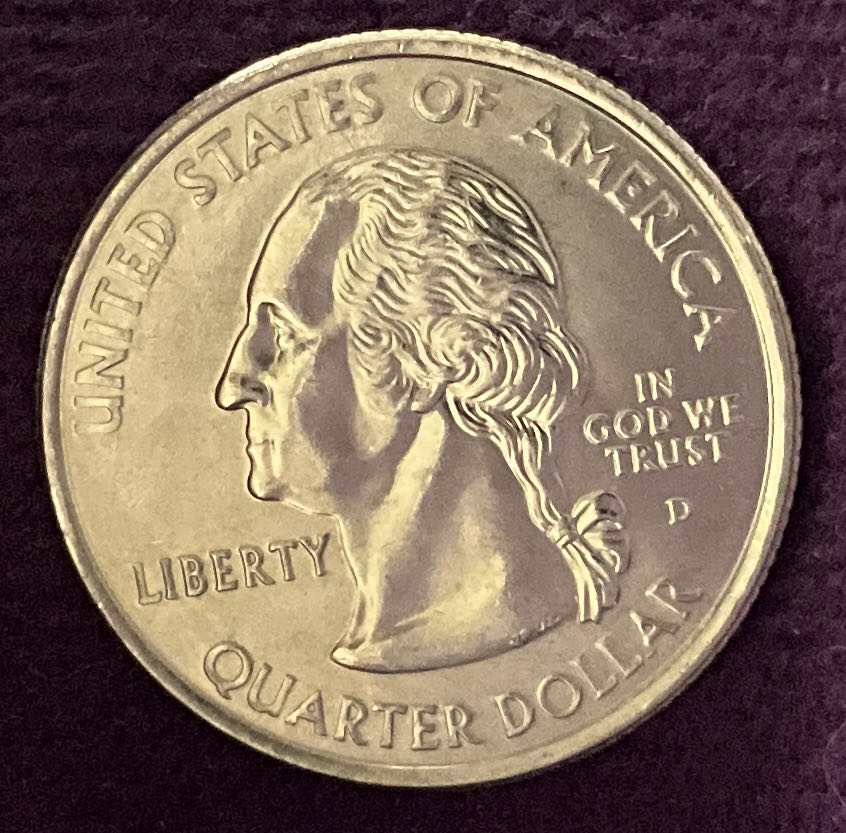 UNITED STATES OF AMERICA
IN
GOD WE
TRUST
D
LIBERTY
QUARTER DOLLAR